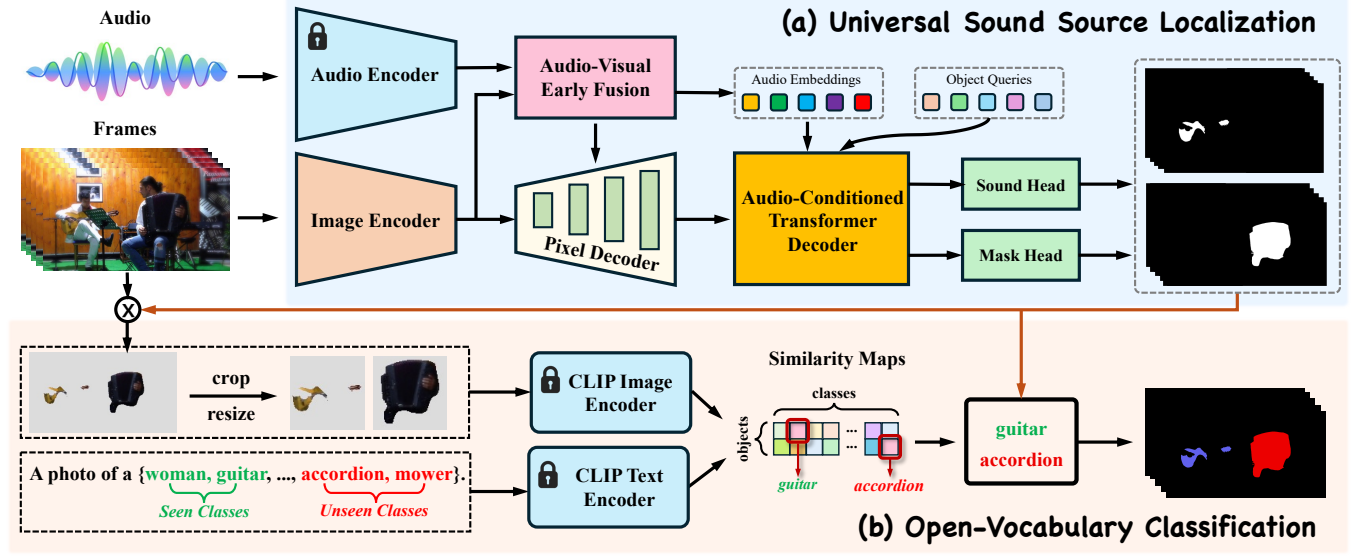 Audio
(a) Universal Sound Source Localization
Audio Encoder
Audio-Visual
Early Fusion
Audio Embeddings
Object Queries
Frames
Image Encoder
Pixel Decoder
Audio-Conditioned
Transformer
Decoder
Sound Head
Mask Head
X
crop
resize
CLIP Image
Encoder
Similarity Maps
classes
objects
...
...
guitar
accordion
guitar
accordion
A photo of a {woman, guitar, ..., accordion, mower}.
Seen Classes
Unseen Classes
CLIP Text
Encoder
(b) Open-Vocabulary Classification